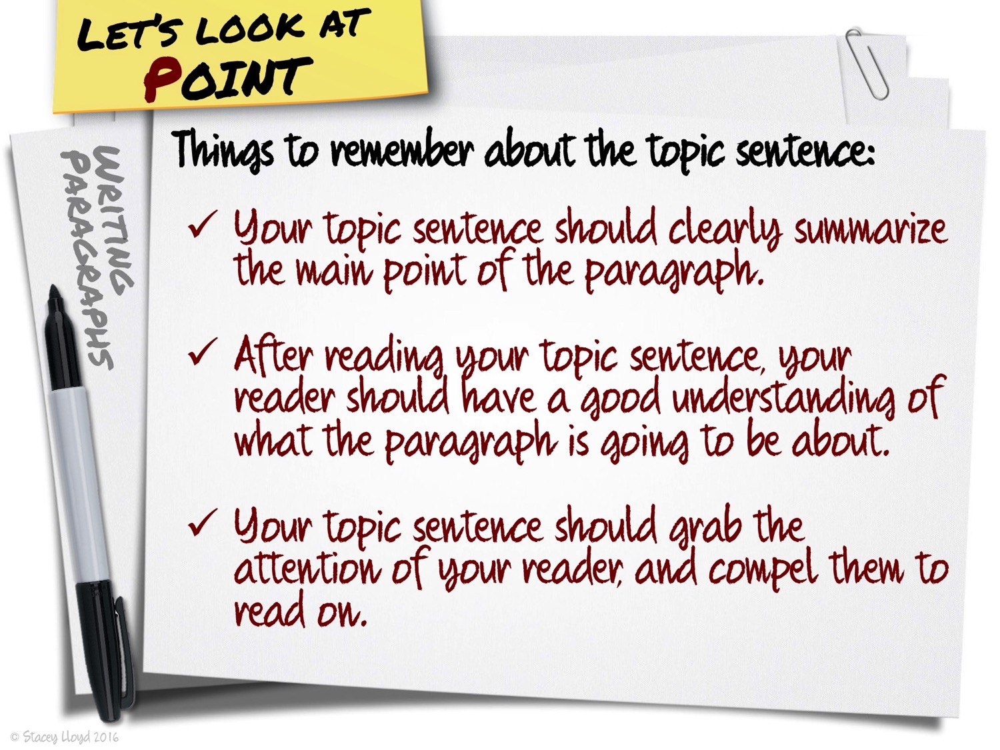 LET'S LOOK AT
POINT
WRITING
PARAGRAPHS
Things to remember about the topic sentence:
✓ Your topic sentence should clearly summarize
the main point of the paragraph.
✓ After reading your topic sentence, your
reader should have a good understanding of
what the paragraph is going to be about.
✓ Your topic sentence should grab the
attention of your reader, and compel them to
read on.
© Stacey Lloyd 2016